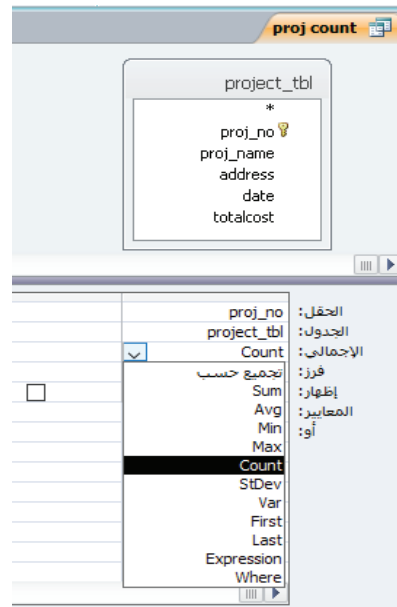 proj count
project_tbl
*
proj_no
proj_name
address
date
totalcost
الحقل: proj_no
الجدول: project_tbl
الإجمالي: Count
فرز:
إظهار:
المعايير:
أو:
تجميع حسب
Sum
Avg
Min
Max
Count
StDev
Var
First
Last
Expression
Where